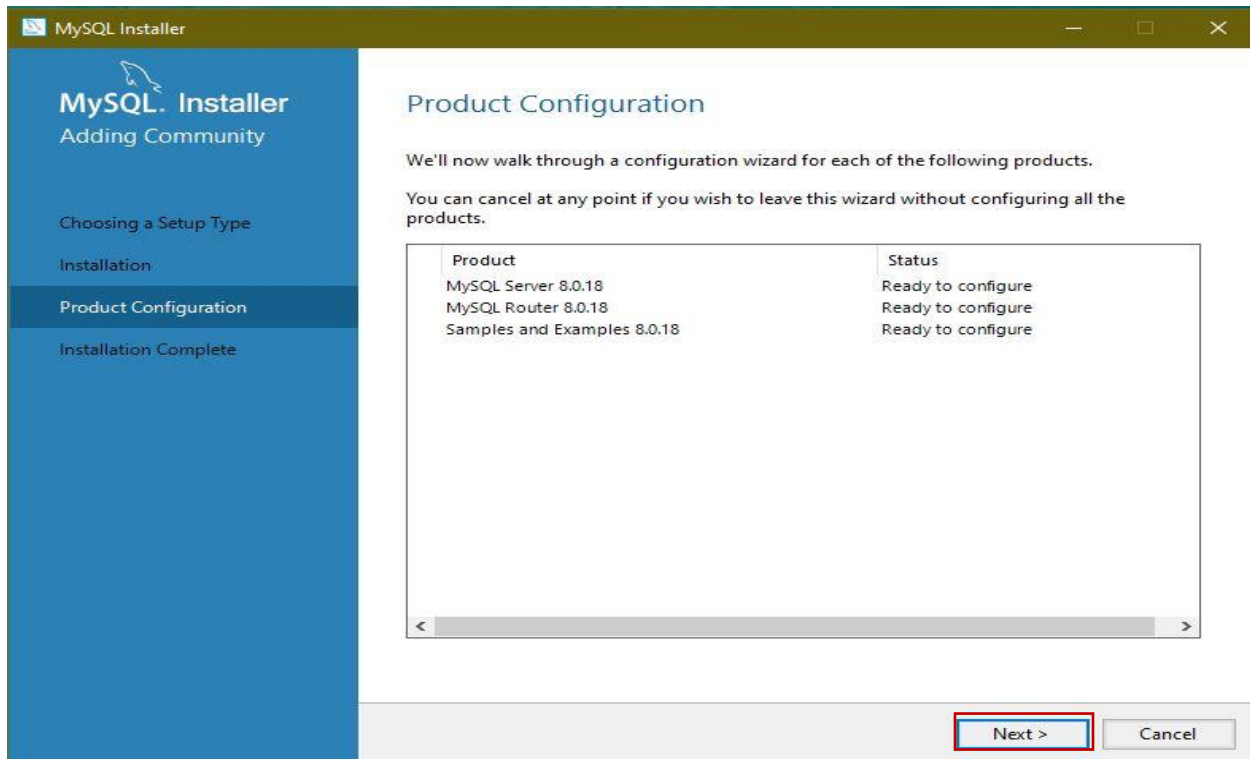 MySQL Installer
MySQL. Installer
Adding Community
Choosing a Setup Type
Installation
Product Configuration
Installation Complete
Product Configuration
We'll now walk through a configuration wizard for each of the following products.
You can cancel at any point if you wish to leave this wizard without configuring all the
products.
Product Status
MySQL Server 8.0.18 Ready to configure
MySQL Router 8.0.18 Ready to configure
Samples and Examples 8.0.18 Ready to configure
Next > Cancel